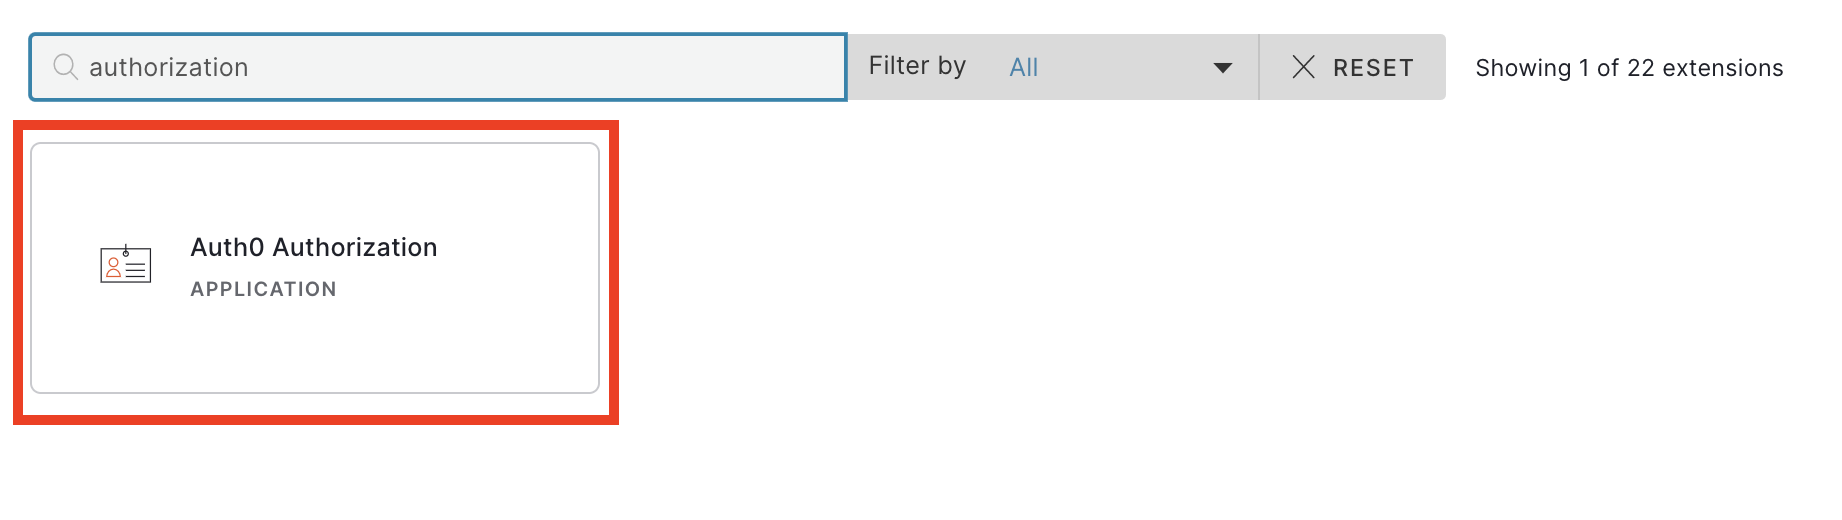 authorization Filter by All RESET Showing 1 of 22 extensions
Auth0 Authorization
APPLICATION